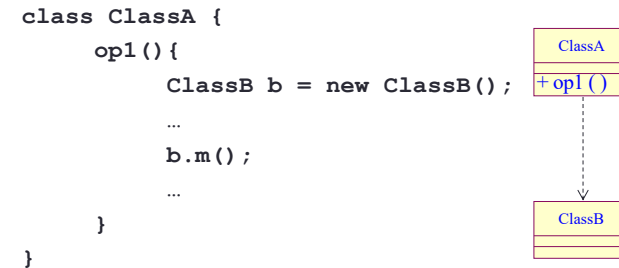 class ClassA {
op1(){
ClassB b = new ClassB();
…
b.m();
…
}
}
ClassA
+ op1 ( )
ClassB